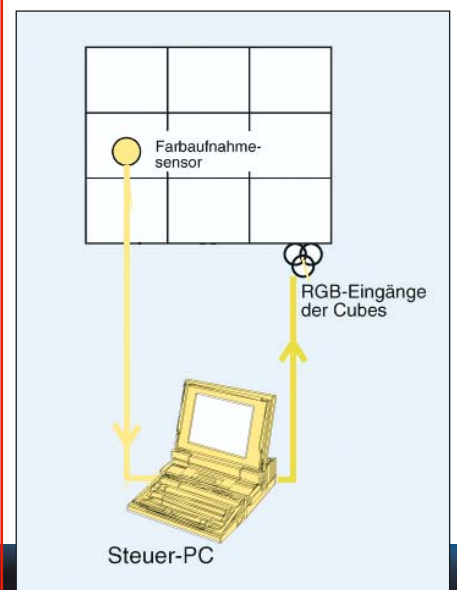 Farbaufnahme-
sensor
RGB-Eingänge
der Cubes
Steuer-PC